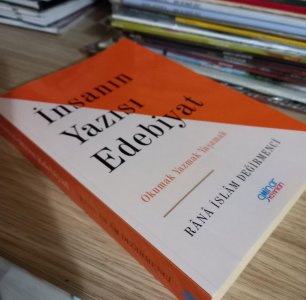 İnsanın
Yazısı
Edebiyat
Okumak Yazmak Yaşamak
RÂNÂ İSLÂM DEĞİRMENCİ